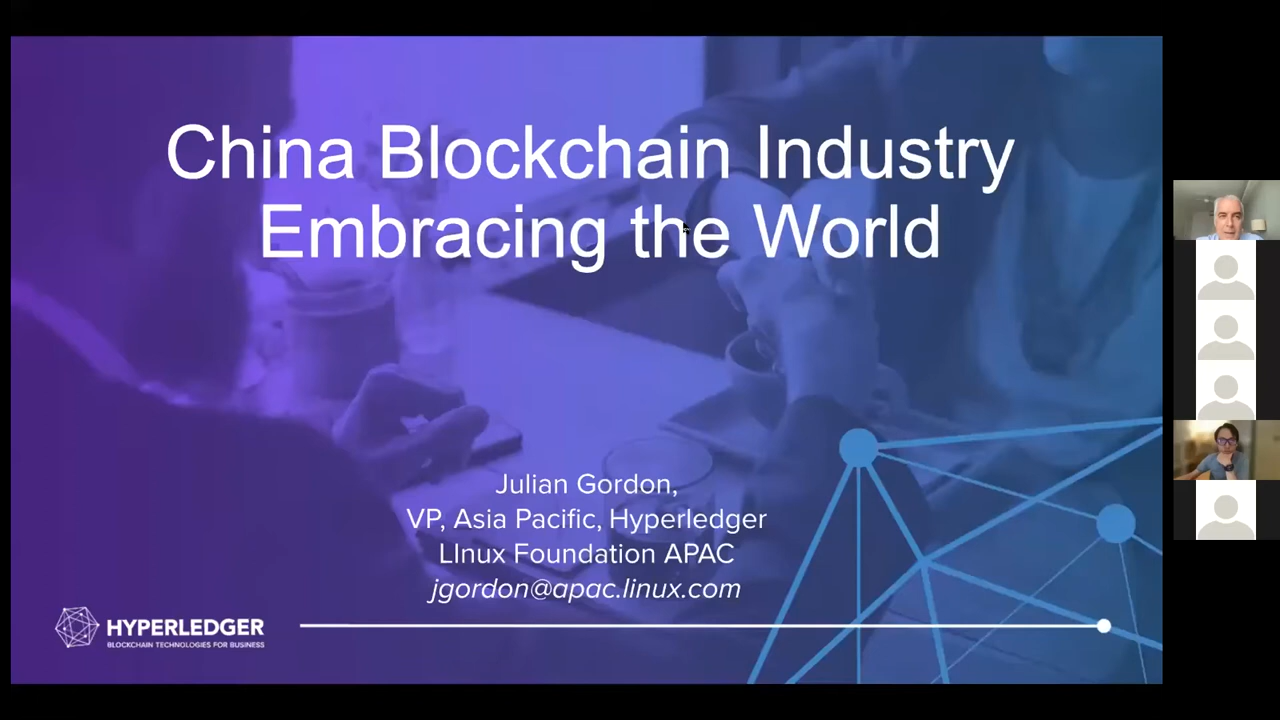 China Blockchain Industry
Embracing the World
Julian Gordon,
VP, Asia Pacific, Hyperledger
LInux Foundation APAC
jgordon@apac.linux.com
HYPERLEDGER
BLOCKCHAIN TECHNOLOGIES FOR BUSINESS